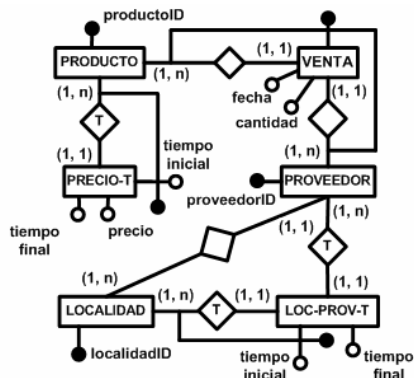 productoID
PRODUCTO
(1, 1)
VENTA
(1, n)
(1, n)
fecha
(1, 1)
cantidad
T
tiempo
inicial
(1, 1)
(1, n)
PRECIO-T
PROVEEDOR
proveedorID
tiempo
final
precio
(1, 1)
(1, n)
T
(1, n)
(1, n)
(1, 1)
(1, 1)
LOCALIDAD
T
LOC-PROV-T
localidadID
tiempo
inicial
tiempo
final